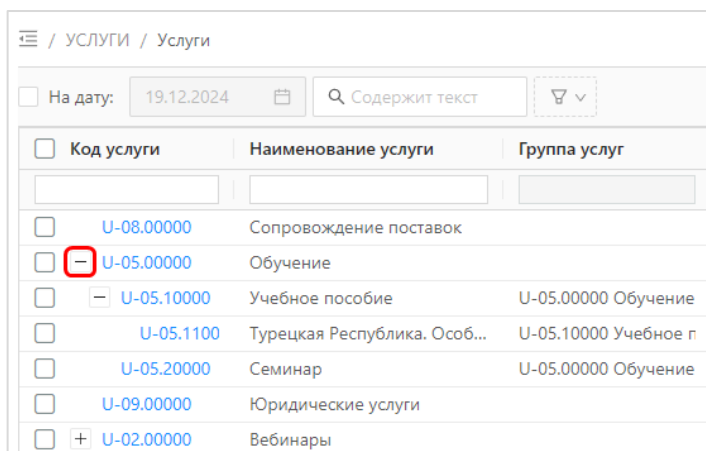 / УСЛУГИ / Услуги
На дату: 19.12.2024 Содержит текст
Код услуги Наименование услуги Группа услуг
U-08.00000 Сопровождение поставок
U-05.00000 Обучение
U-05.10000 Учебное пособие U-05.00000 Обучение
U-05.1100 Турецкая Республика. Особ... U-05.10000 Учебное п
U-05.20000 Семинар U-05.00000 Обучение
U-09.00000 Юридические услуги
U-02.00000 Вебинары